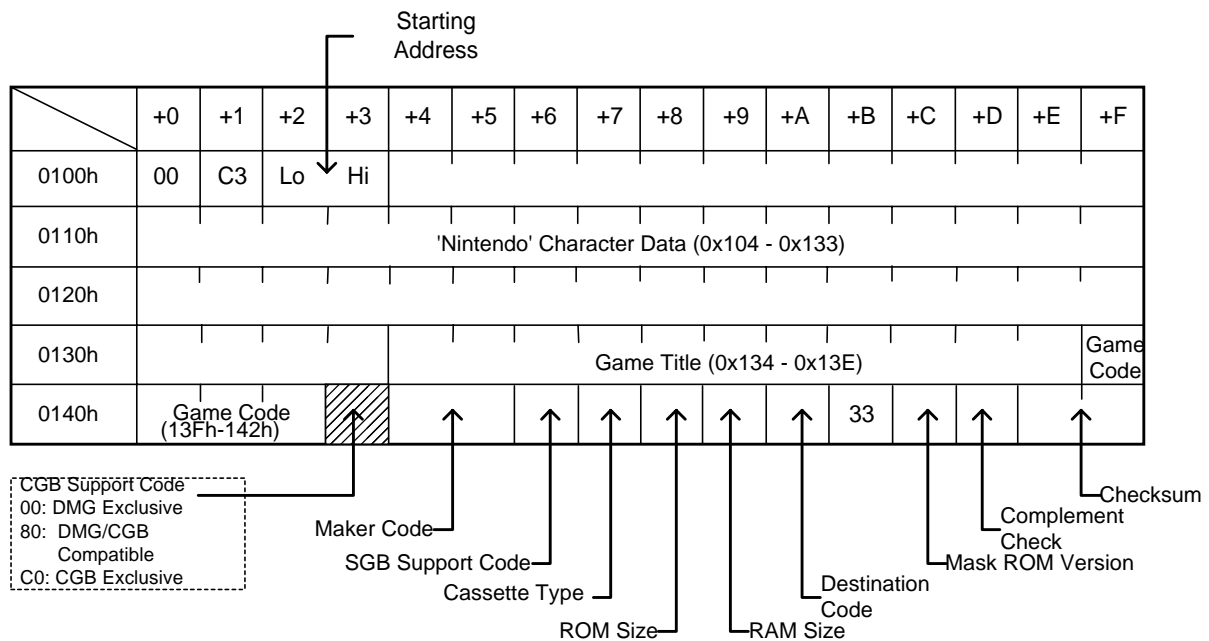 Starting
Address
+0 +1 +2 +3 +4 +5 +6 +7 +8 +9 +A +B +C +D +E +F
0100h 00 C3 Lo Hi
0110h 'Nintendo' Character Data (0x104 - 0x133)
0120h
0130h Game Title (0x134 - 0x13E) Game
Code
0140h Game Code 33
(13Fh-142h)
CGB Support Code
00: DMG Exclusive
80: DMG/CGB
Compatible
C0: CGB Exclusive
Maker Code
SGB Support Code
Cassette Type
ROM Size
RAM Size
Destination
Code
Mask ROM Version
Complement
Check
Checksum